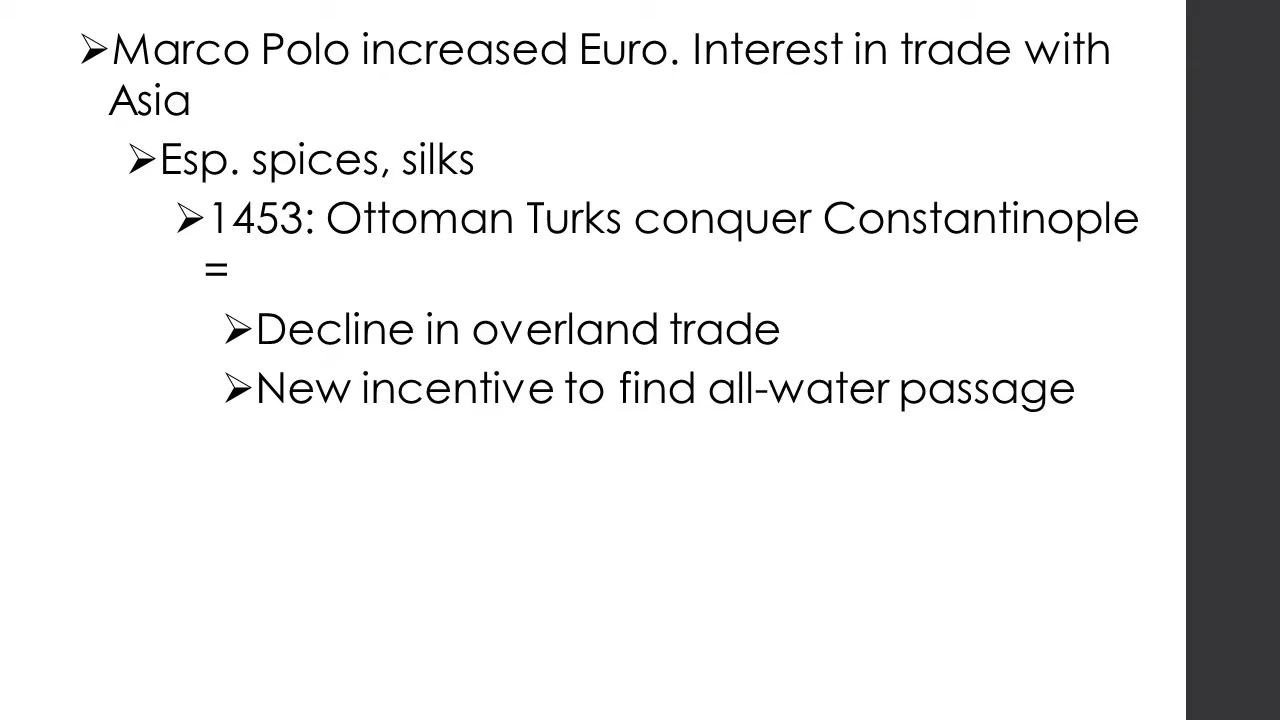 ➢Marco Polo increased Euro. Interest in trade with
Asia
➢Esp. spices, silks
➢1453: Ottoman Turks conquer Constantinople
=
➢Decline in overland trade
➢New incentive to find all-water passage